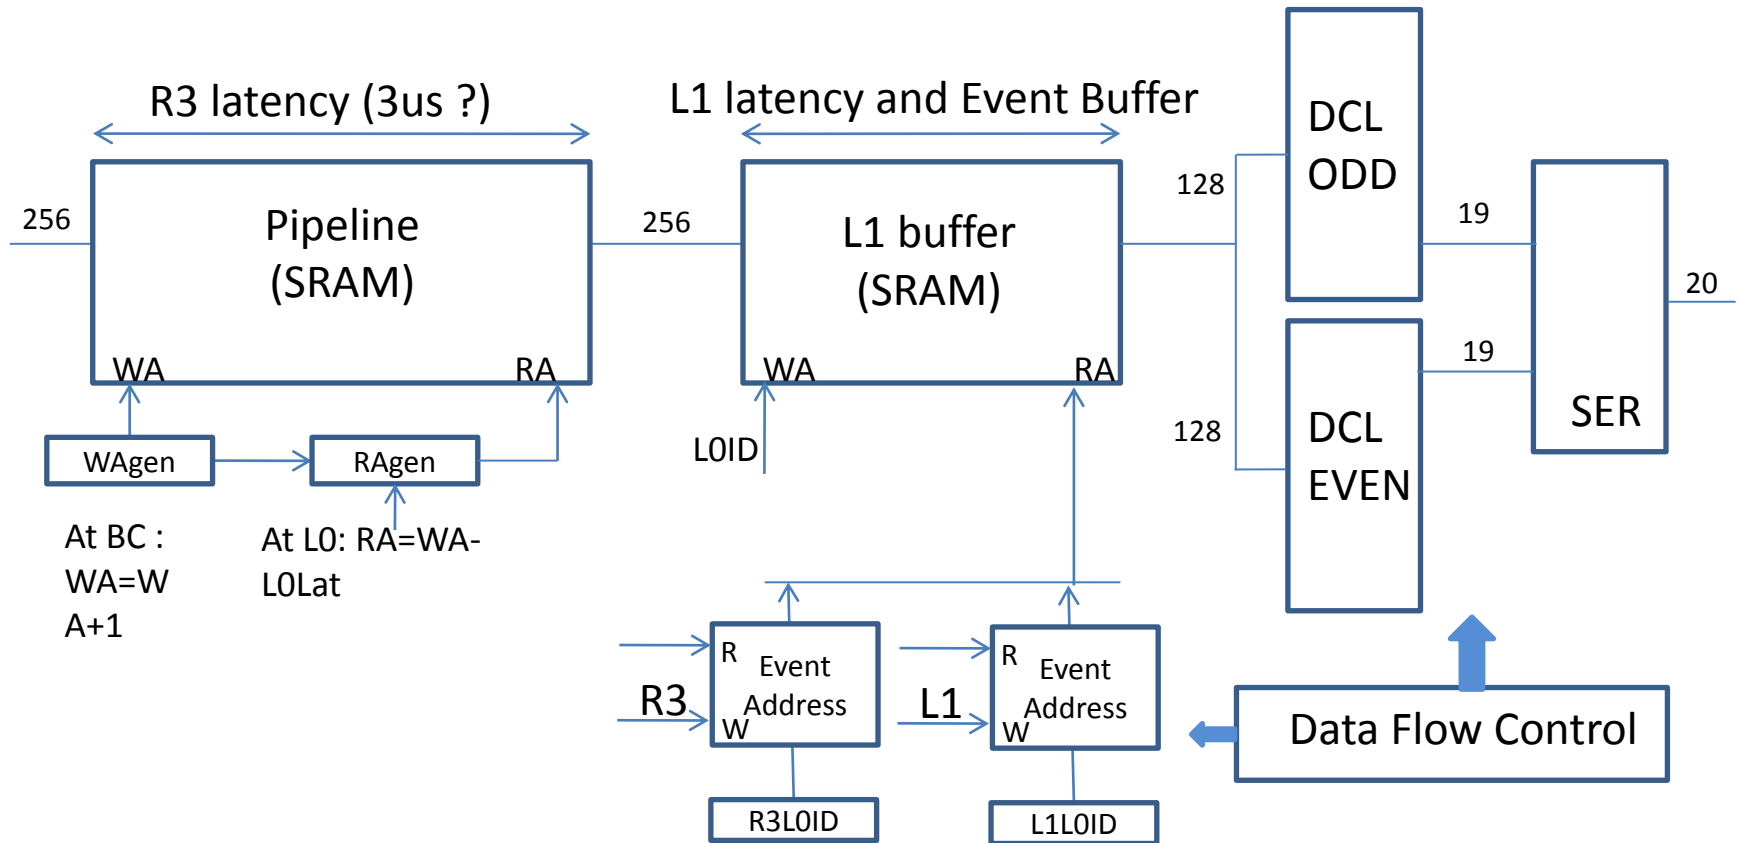 R3 latency (3us ?)
L1 latency and Event Buffer
256
Pipeline
(SRAM)
WA
RA
256
L1 buffer
(SRAM)
WA
RA
128
128
DCL
ODD
DCL
EVEN
19
19
SER
20
WAgen
RAgen
L0ID
At BC :
WA=W
A+1
At L0: RA=WA-
L0Lat
R3
R
W
Event
Address
L1
R
W
Event
Address
R3L0ID
L1L0ID
Data Flow Control